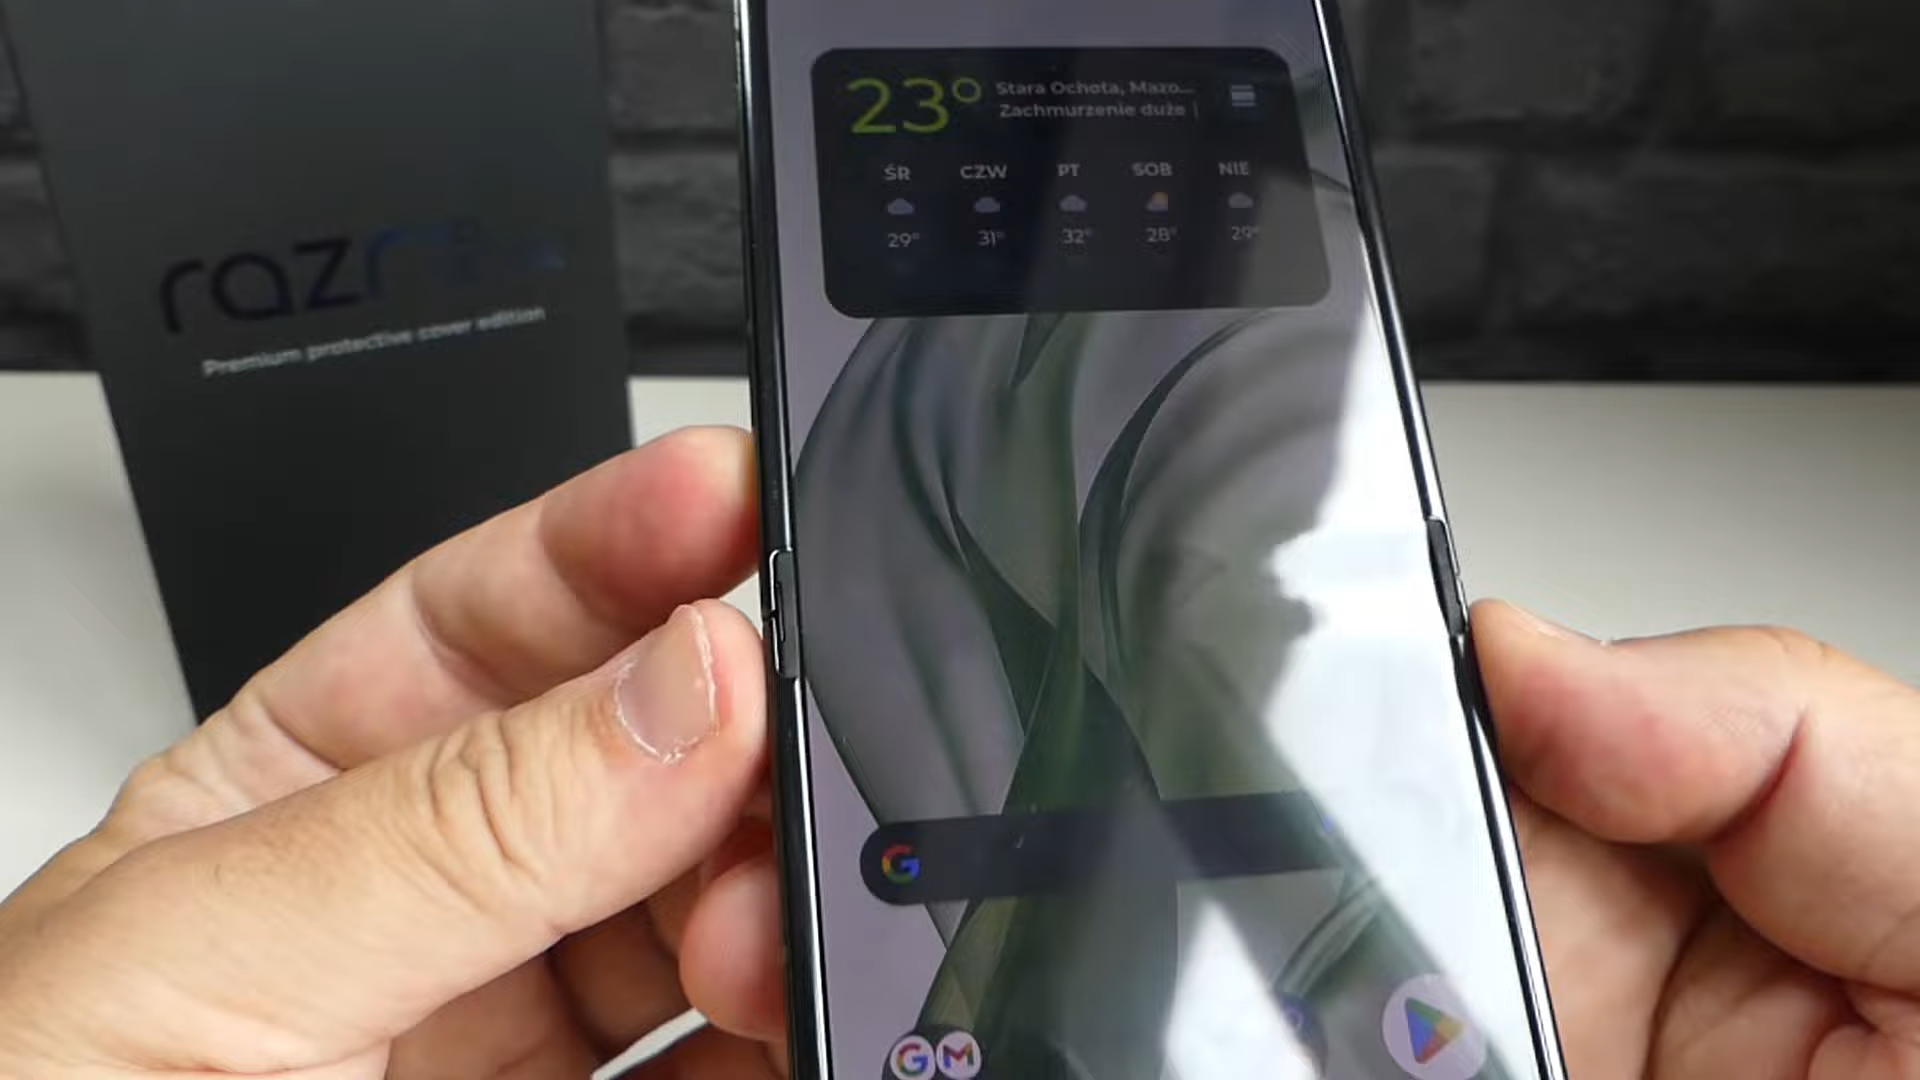 23°
Stara Ochota, Mazo...
Zachmurzenie duże |
ŚR CZW PT SOB NIE
29° 31° 32° 28° 29°
razr
Premium protective cover edition
G
G M